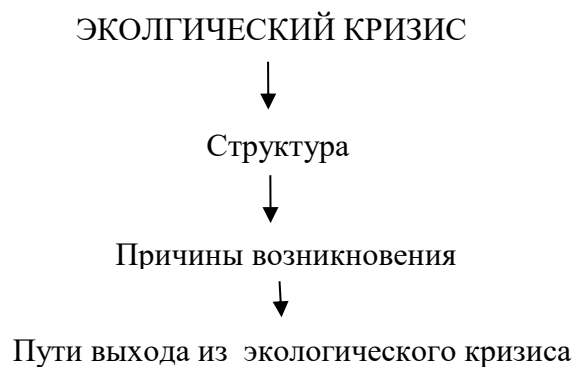 ЭКОЛГИЧЕСКИЙ КРИЗИС
Структура
Причины возникновения
Пути выхода из экологического кризиса